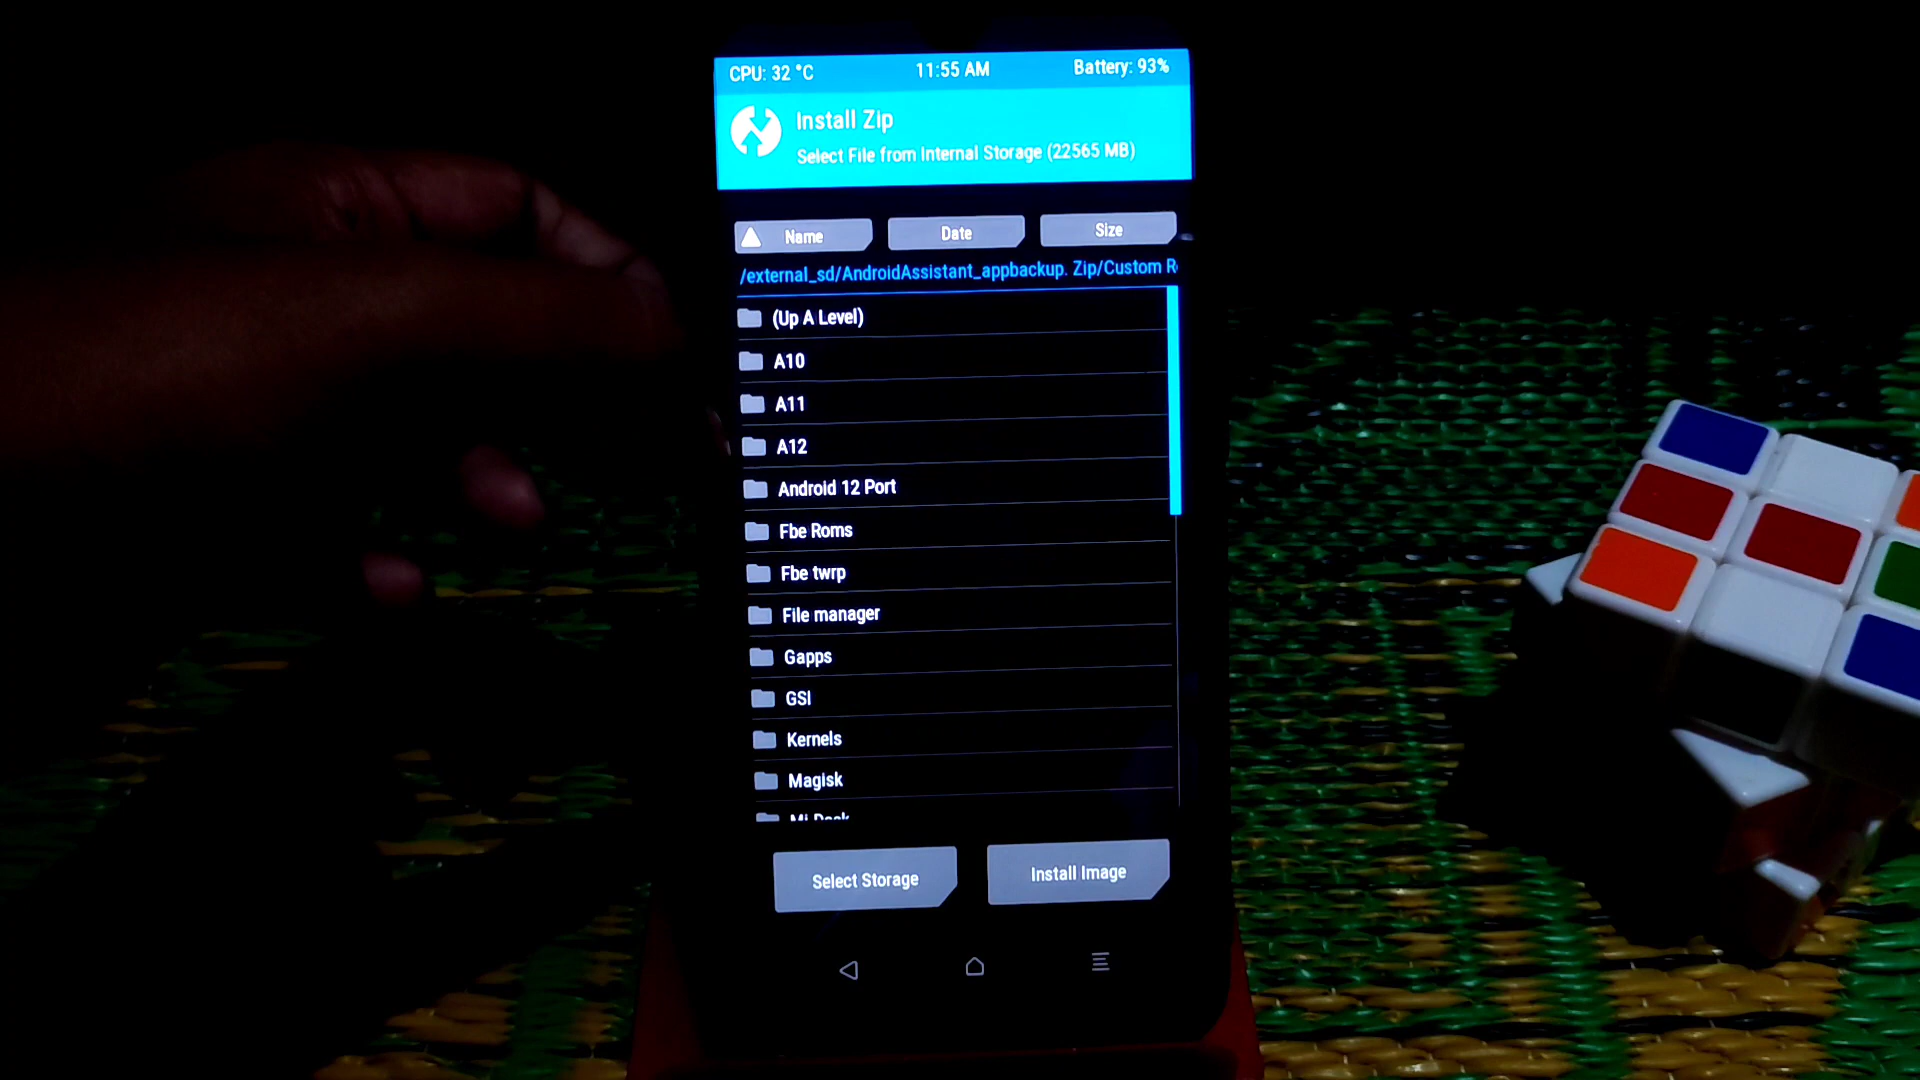 CPU: 32 °C 11:55 AM Battery: 93%
Install Zip
Select File from Internal Storage (22565 MB)
Name Date Size
/external_sd/AndroidAssistant_appbackup. Zip/Custom R
(Up A Level)
A10
A11
A12
Android 12 Port
Fbe Roms
Fbe twrp
File manager
Gapps
GSI
Kernels
Magisk
Select Storage Install Image